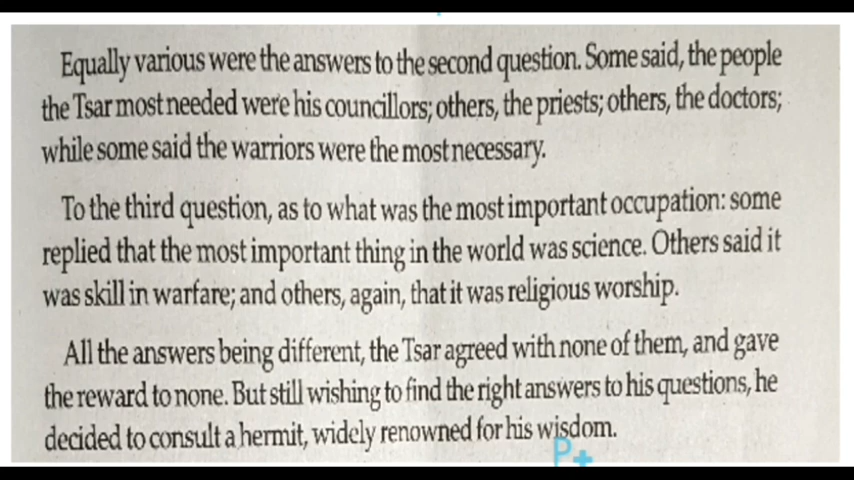 Equally various were the answers to the second question. Some said, the people
the Tsar most needed were his councillors; others, the priests; others, the doctors;
while some said the warriors were the most necessary.
To the third question, as to what was the most important occupation: some
replied that the most important thing in the world was science. Others said it
was skill in warfare; and others, again, that it was religious worship.
All the answers being different, the Tsar agreed with none of them, and gave
the reward to none. But still wishing to find the right answers to his questions, he
decided to consult a hermit, widely renowned for his wisdom.
P+